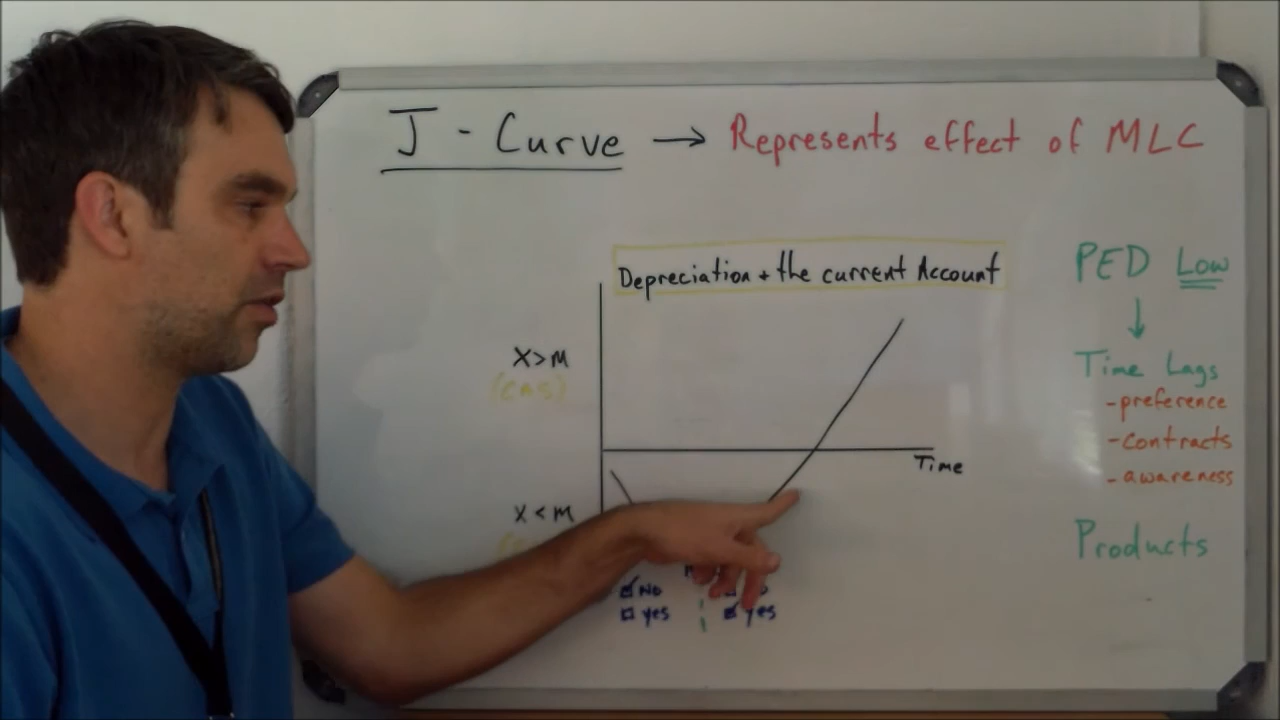 J - Curve → Represents effect of MLC
Depreciation + the current Account
X > M
(CAS)
X < M
Time
☑ No
☐ yes
☑ yes
PED Low
↓
Time Lags
- preference
- contracts
- awareness
Products